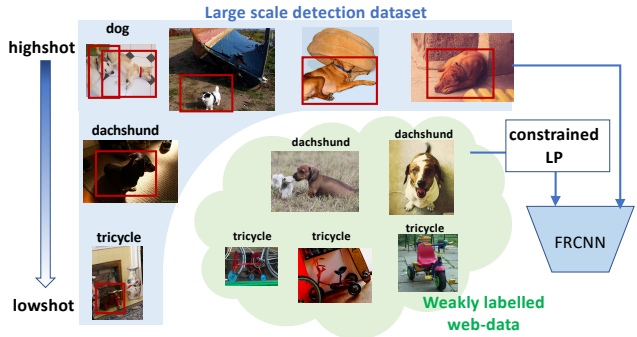 Large scale detection dataset
highshot
dog
dachshund
dachshund
dachshund
constrained
LP
tricycle
tricycle
tricycle
tricycle
FRCNN
lowshot
Weakly labelled
web-data